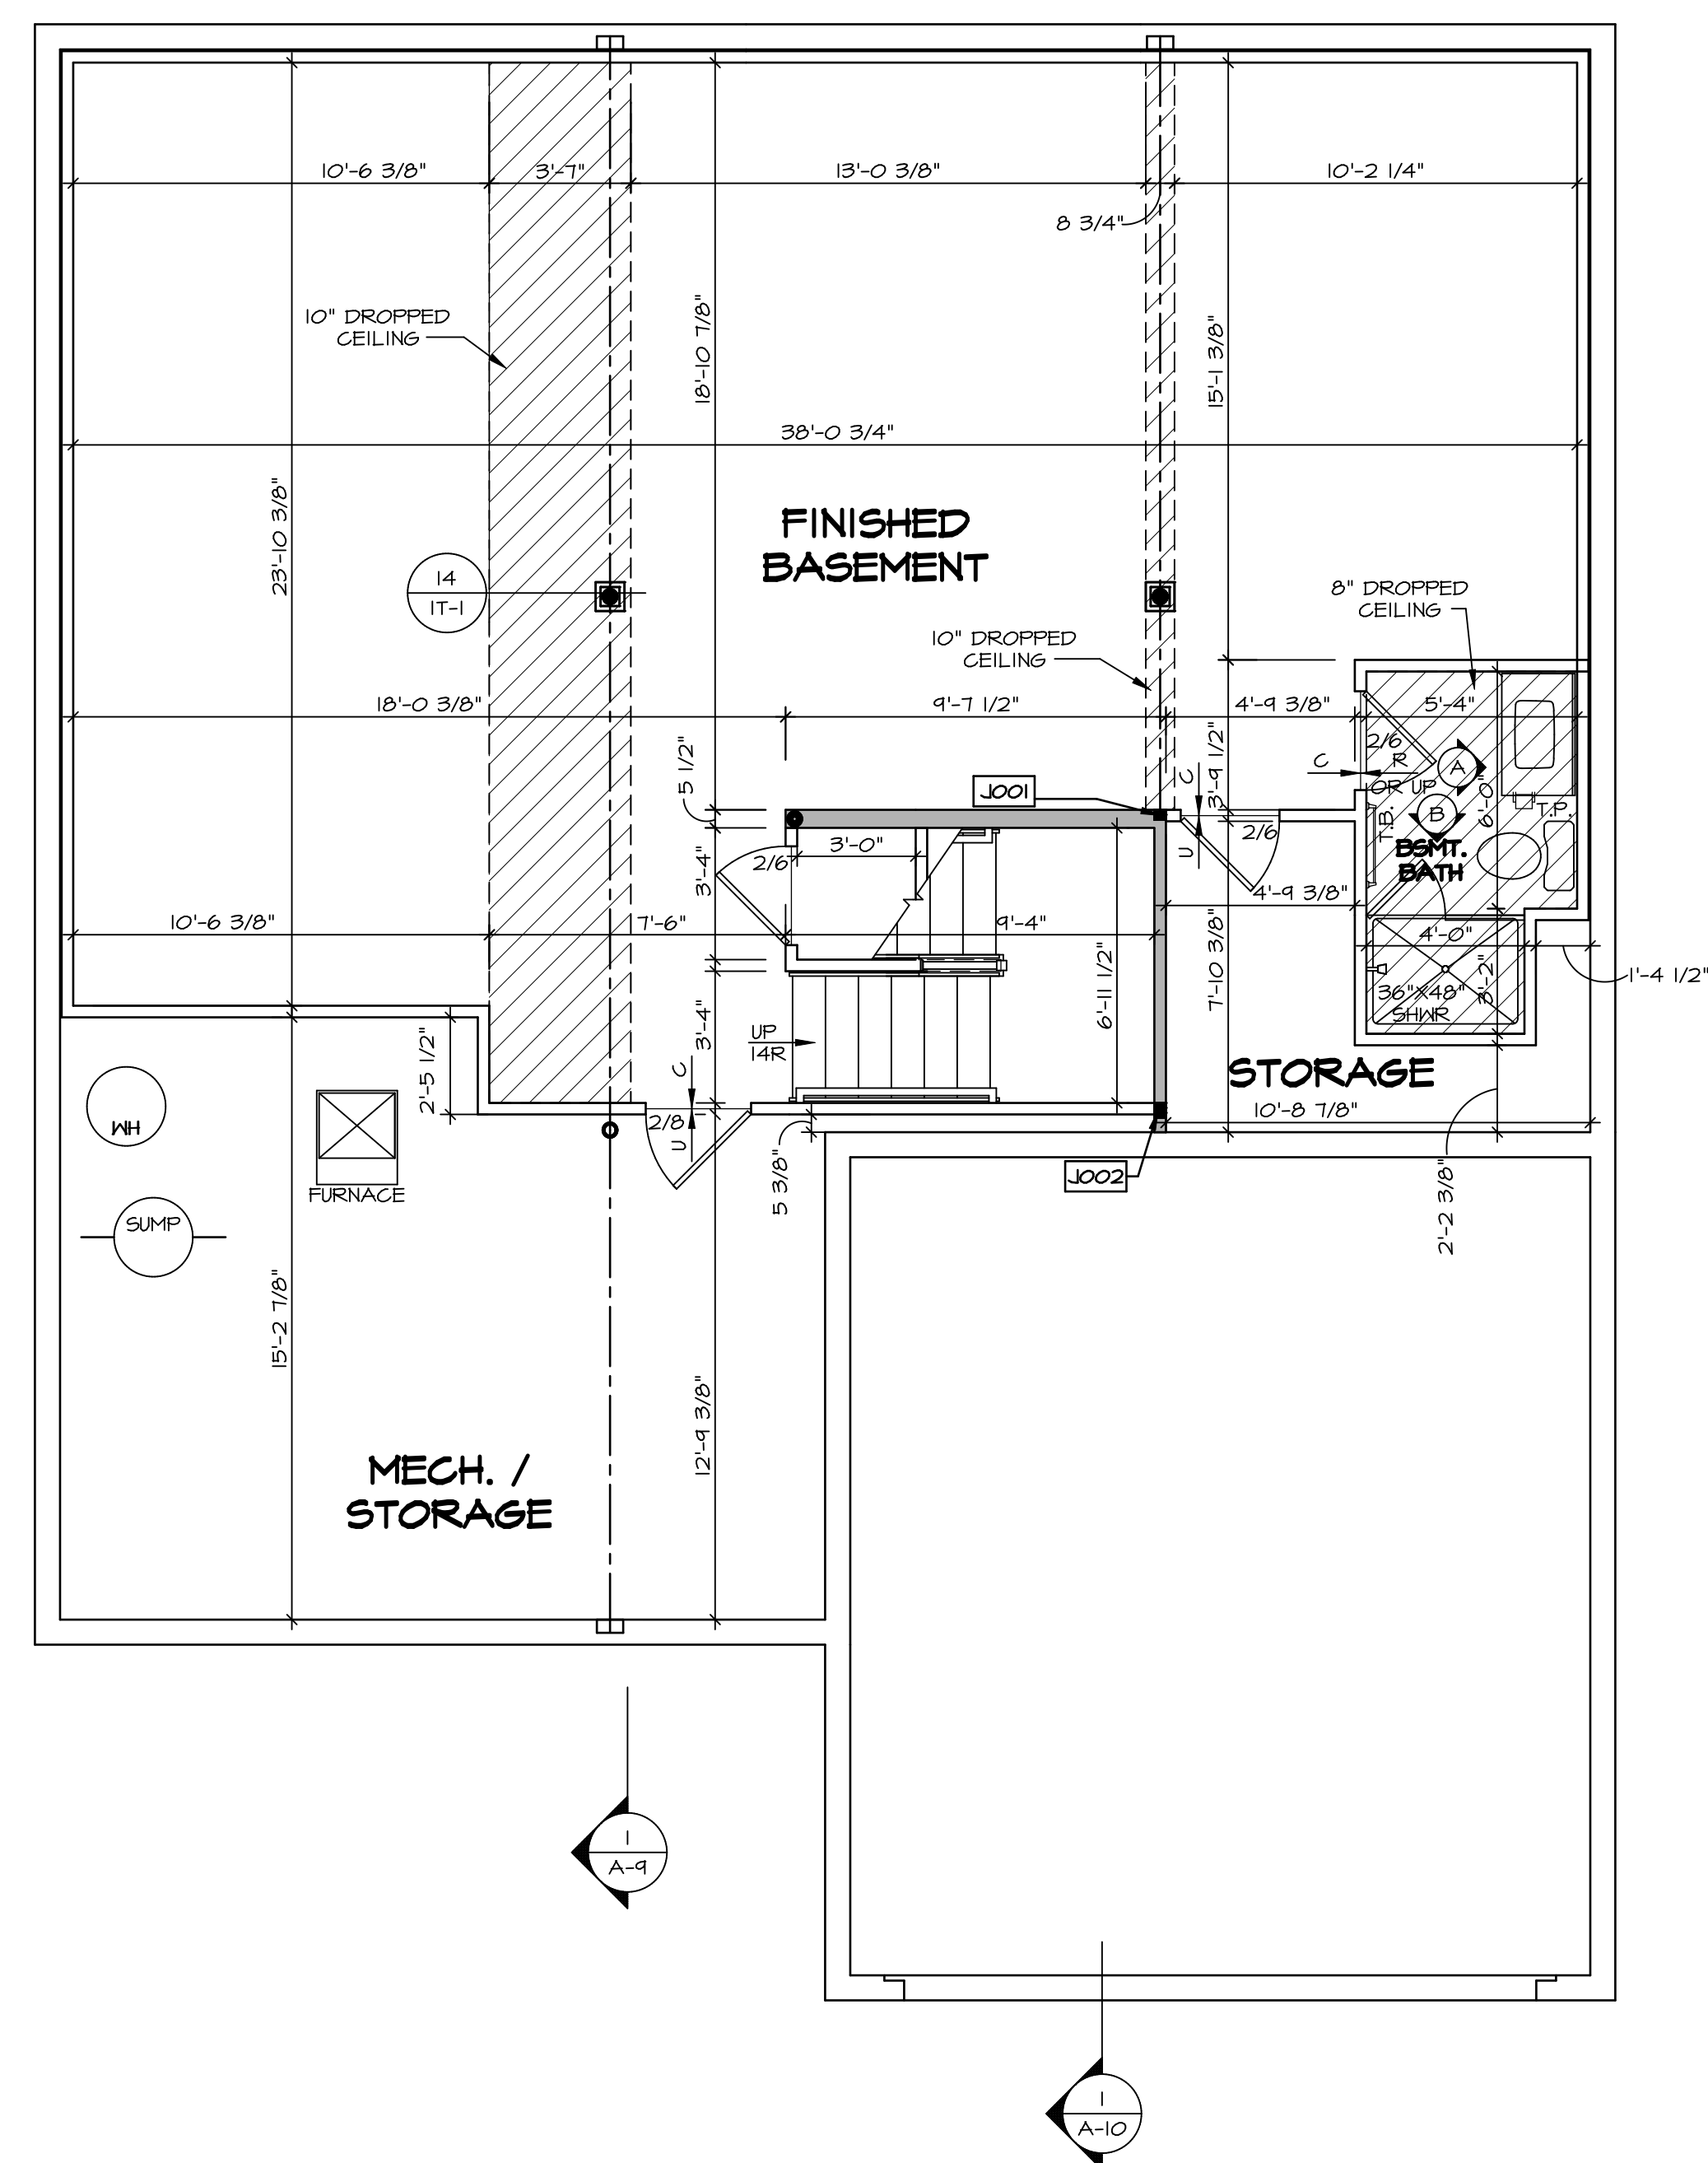 10'-6 3/8"
3'-7"
13'-0 3/8"
10'-2 1/4"
8 3/4"
10" DROPPED
CEILING
18'-10 7/8"
15'-1 3/8"
38'-0 3/4"
23'-10 3/8"
FINISHED
BASEMENT
14
1T-1
8" DROPPED
CEILING
10" DROPPED
CEILING
18'-0 3/8"
9'-7 1/2"
4'-9 3/8"
5'-4"
5 1/2"
3'-9 1/2"
C
U
C
R
2/6
OR UP
A
B
T.B.
6'-0"
T.P.
BSMT.
BATH
J001
2/6
3'-0"
2/6
3'-4"
4'-9 3/8"
10'-6 3/8"
7'-6"
9'-4"
4'-0"
1'-4 1/2"
6'-11 1/2"
7'-10 3/8"
3'-2"
36"X48"
SHWR
UP
14R
3'-4"
2'-5 1/2"
C
U
2/8
STORAGE
10'-8 7/8"
WH
FURNACE
5 3/8"
J002
2'-2 3/8"
SUMP
15'-2 7/8"
12'-9 3/8"
MECH. /
STORAGE
1
A-9
1
A-10